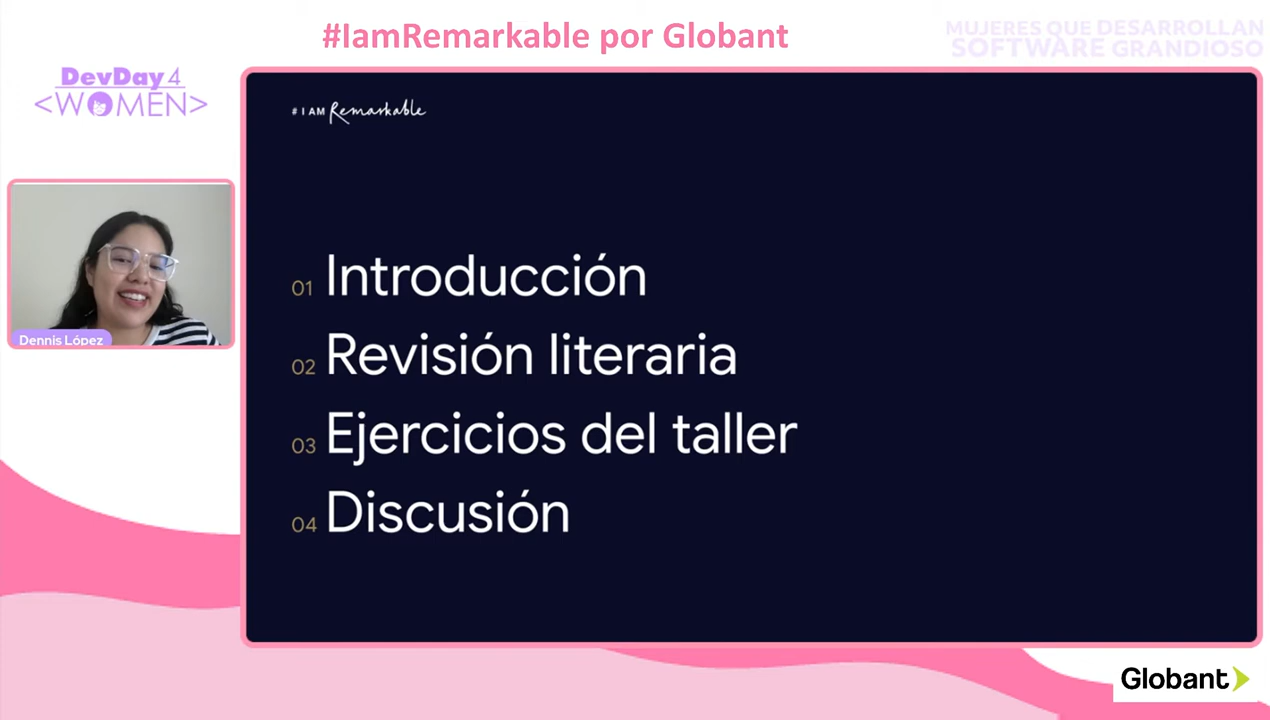 #IamRemarkable por Globant
MUJERES QUE DESARROLLAN
SOFTWARE GRANDIOSO
DevDay4
<WOMEN>
#IAM Remarkable
01 Introducción
02 Revisión literaria
03 Ejercicios del taller
04 Discusión
Dennis López
Globant